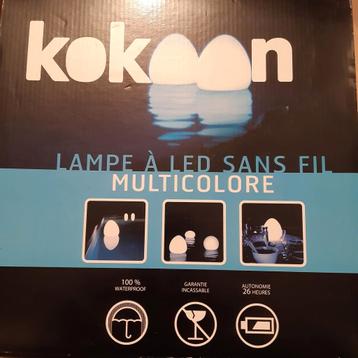 kokoon
LAMPE À LED SANS FIL
MULTICOLORE
100 %
WATERPROOF
GARANTIE
INCASSABLE
AUTONOMIE
26 HEURES